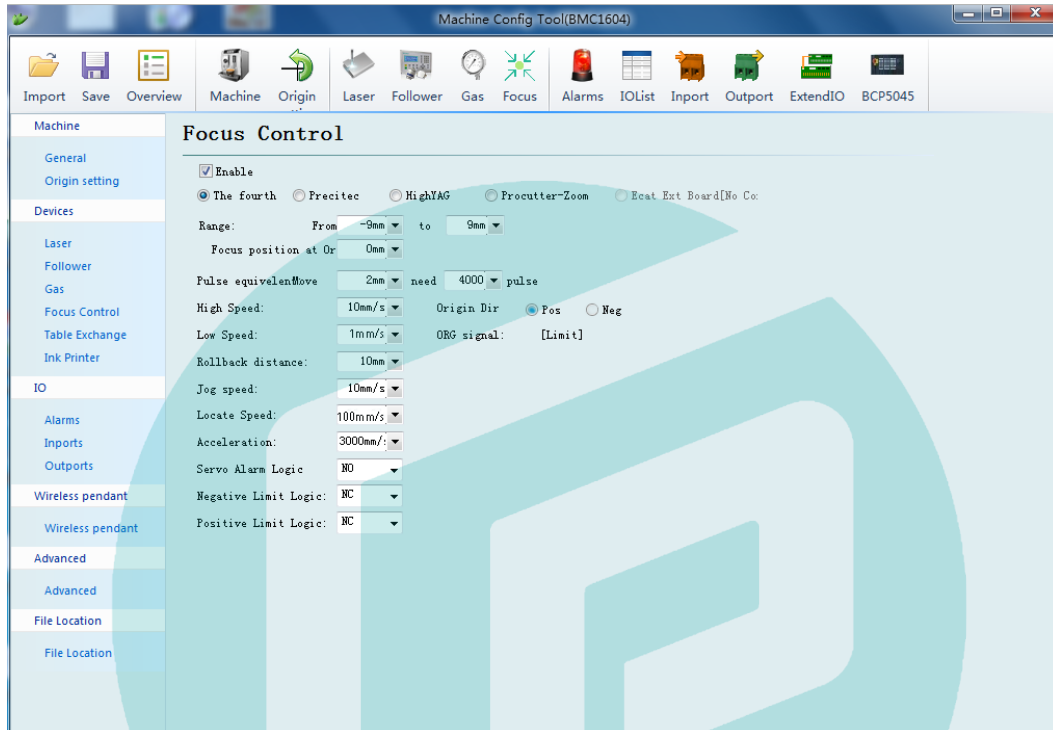 Machine Config Tool(BMC1604)
Import Save Overview Machine Origin Laser Follower Gas Focus Alarms IOList Inport Outport ExtendIO BCP5045
Machine
General
Origin setting
Devices
Laser
Follower
Gas
Focus Control
Table Exchange
Ink Printer
IO
Alarms
Inports
Outports
Wireless pendant
Wireless pendant
Advanced
Advanced
File Location
File Location
Focus Control
Enable
The fourth Precitec HighYAG Procutter-Zoom Ecat Ext Board[No Co:
Range: From -9mm to 9mm
Focus position at Or 0mm
Pulse equivelen Move 2mm need 4000 pulse
High Speed: 10mm/s Origin Dir Pos Neg
Low Speed: 1mm/s ORG signal: [Limit]
Rollback distance: 10mm
Jog speed: 10mm/s
Locate Speed: 100mm/s
Acceleration: 3000mm/:
Servo Alarm Logic NO
Negative Limit Logic: NC
Positive Limit Logic: NC